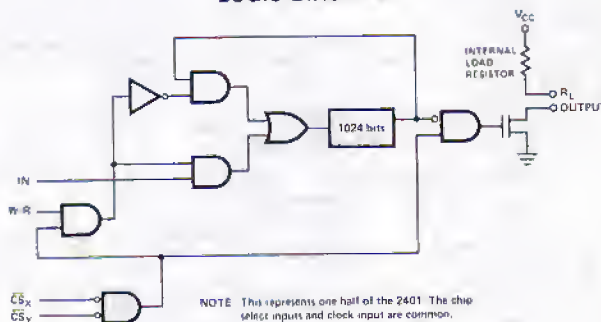 VCC
INTERNAL
LOAD
RESISTOR
RL
OUTPUT
1024 bits
IN
W/R
CSX
CSY
NOTE This represents one half of the 2401 The chip
select inputs and clock input are common.